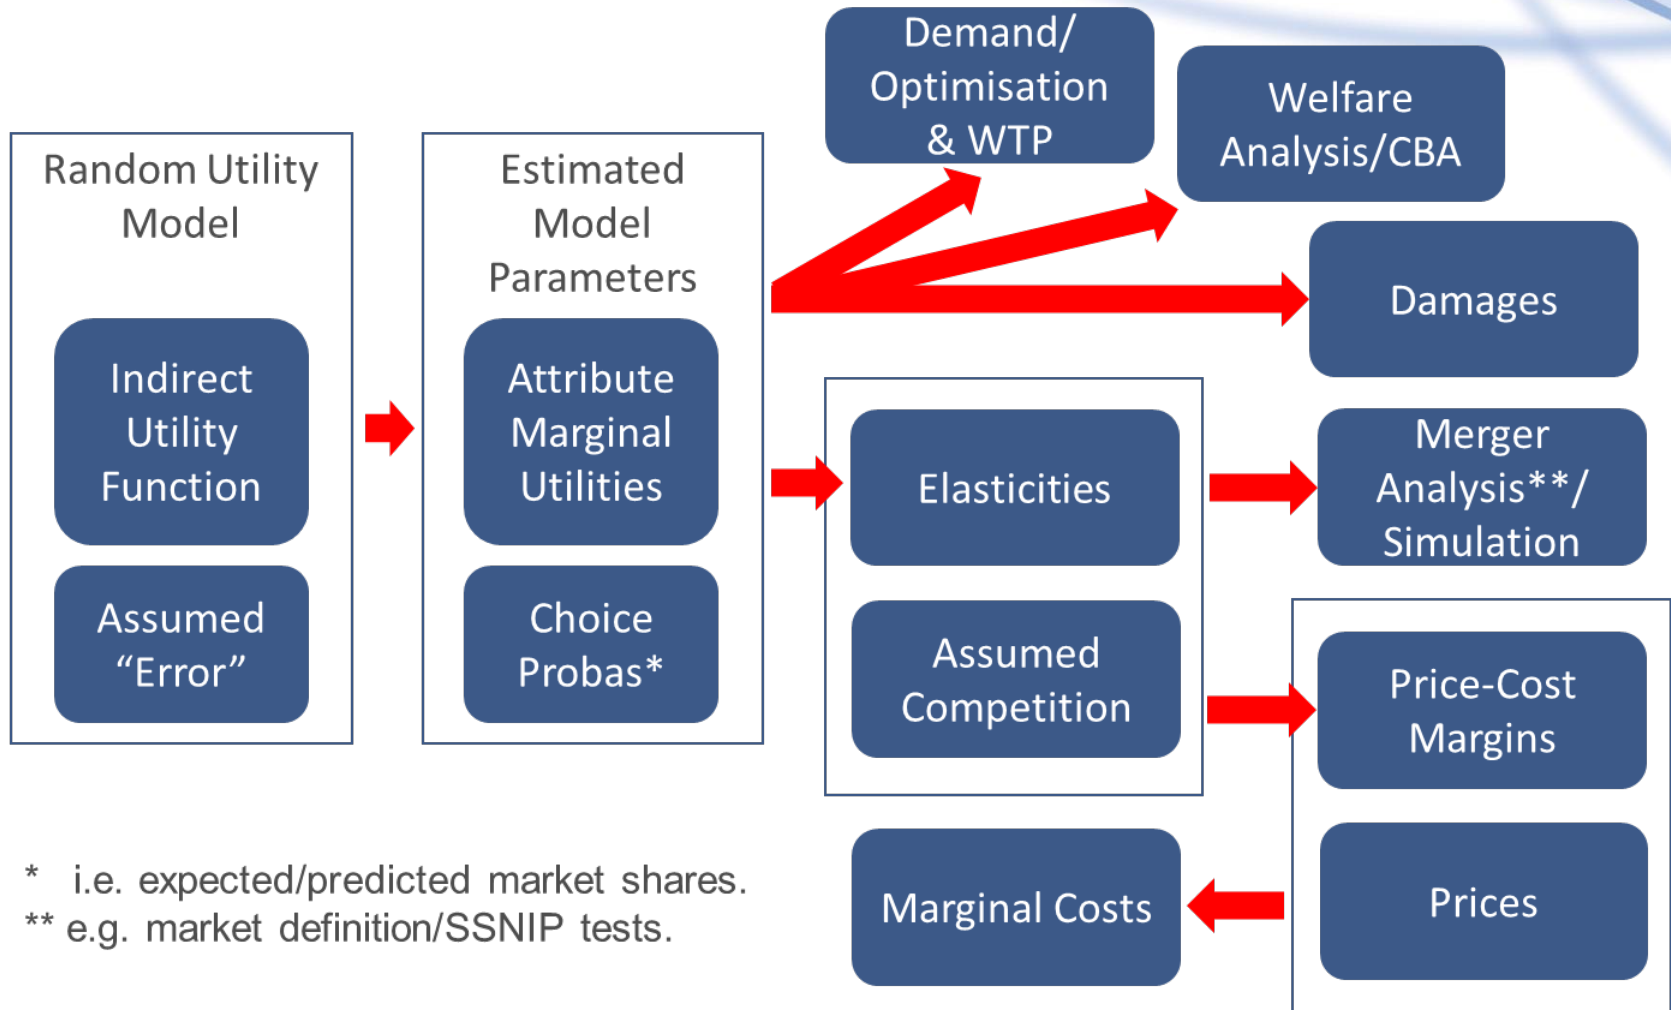 Random Utility
Model
Indirect
Utility
Function
Assumed
“Error”
Estimated
Model
Parameters
Attribute
Marginal
Utilities
Choice
Probas*
Demand/
Optimisation
& WTP
Welfare
Analysis/CBA
Damages
Elasticities
Assumed
Competition
Merger
Analysis**/
Simulation
Price-Cost
Margins
Prices
Marginal Costs
* i.e. expected/predicted market shares.
** e.g. market definition/SSNIP tests.